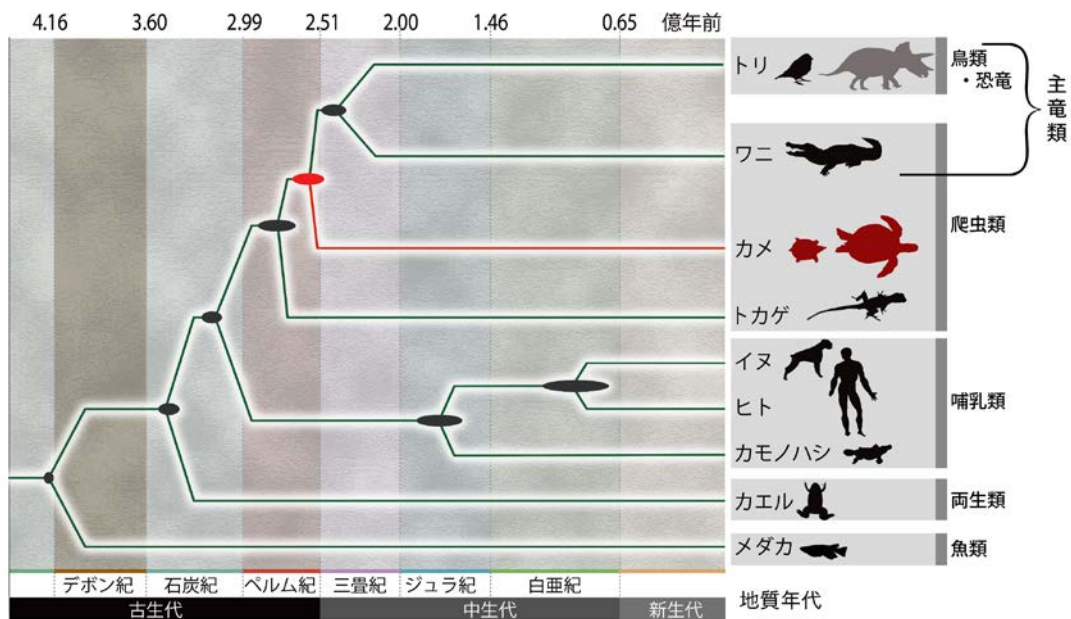 4.16 3.60 2.99 2.51 2.00 1.46 0.65 億年前
トリ
鳥類
・恐竜
主竜類
ワニ
爬虫類
カメ
トカゲ
イヌ
ヒト
哺乳類
カモノハシ
カエル
両生類
メダカ
魚類
デボン紀 石炭紀 ペルム紀 三畳紀 ジュラ紀 白亜紀
古生代 中生代 新生代
地質年代